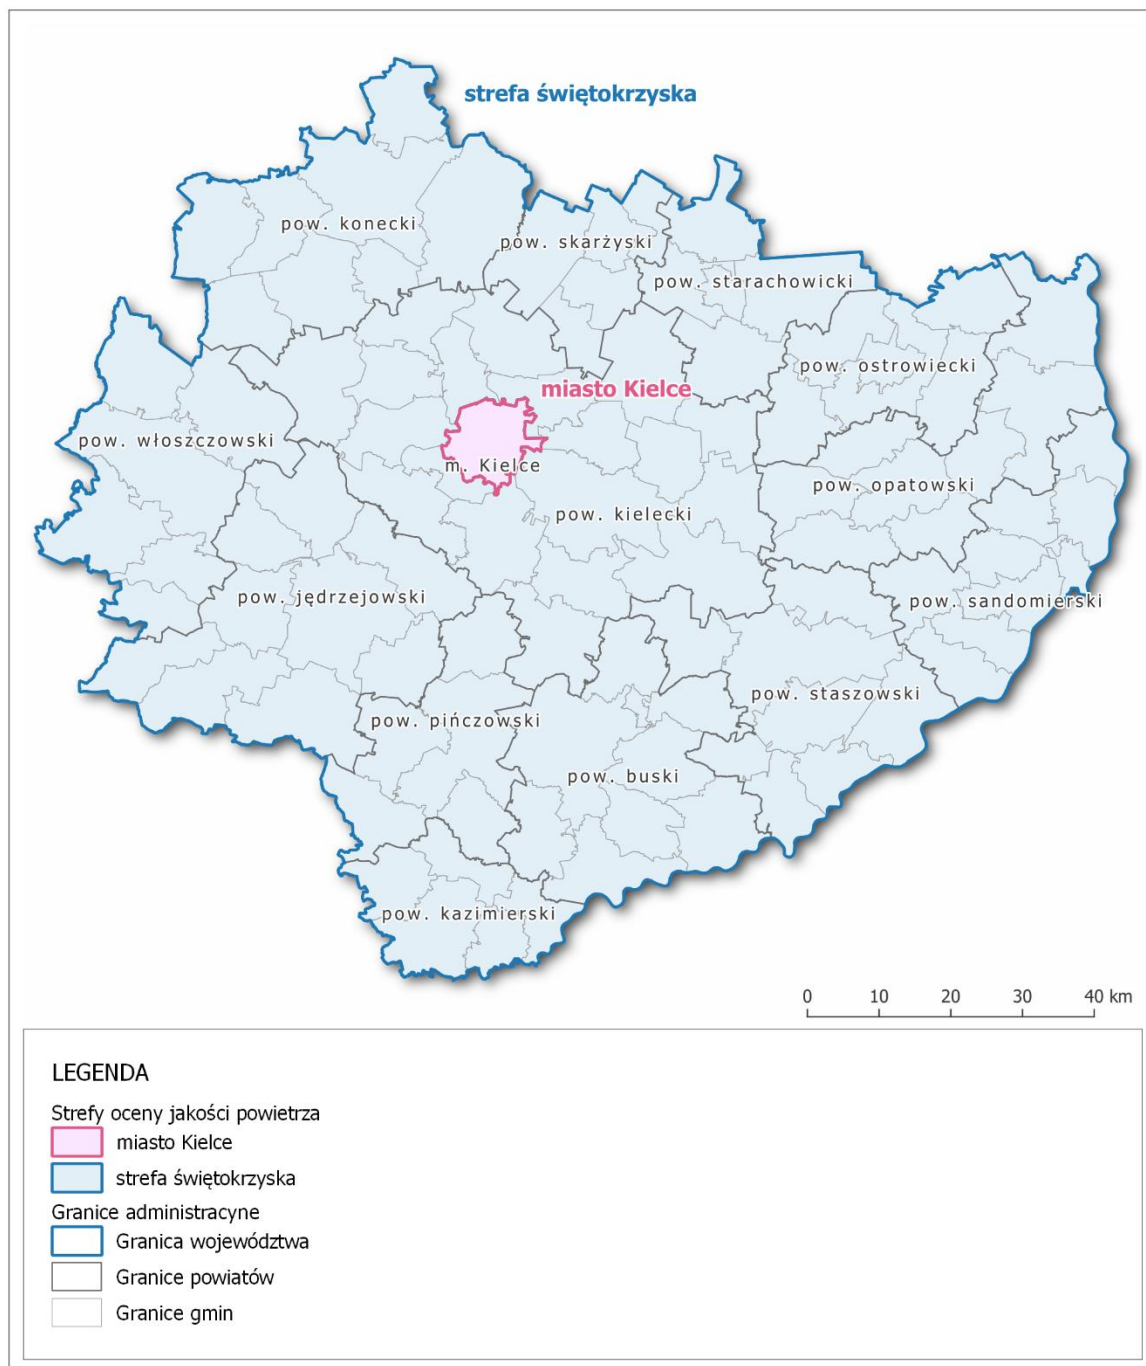 strefa świętokrzyska
pow. konecki
pow. skarżyski
pow. starachowicki
pow. ostrowiecki
miasto Kielce
pow. włoszczowski
m. Kielce
pow. opatowski
pow. kielecki
pow. jędrzejowski
pow. sandomierski
pow. staszowski
pow. pińczowski
pow. buski
pow. kazimierski
0 10 20 30 40 km
LEGENDA
Strefy oceny jakości powietrza
miasto Kielce
strefa świętokrzyska
Granice administracyne
Granica województwa
Granice powiatów
Granice gmin